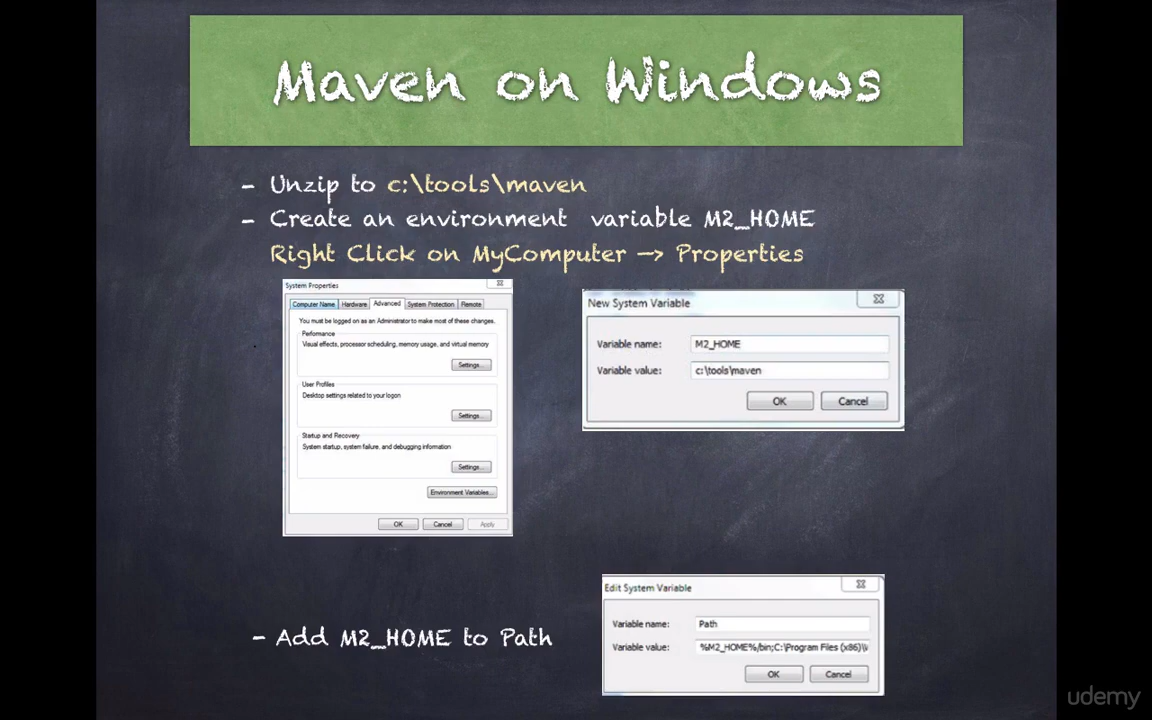 Maven on Windows
- Unzip to c:\tools\maven
- Create an environment variable M2_HOME
Right Click on MyComputer -> Properties
System Properties
Computer Name Hardware Advanced System Protection Remote
You must be logged on as an Administrator to make most of these changes.
Performance
Visual effects, processor scheduling, memory usage, and virtual memory
Settings...
User Profiles
Desktop settings related to your logon
Settings...
Startup and Recovery
System startup, system failure, and debugging information
Settings...
Environment Variables...
OK Cancel Apply
New System Variable
Variable name: M2_HOME
Variable value: c:\tools\maven
OK Cancel
- Add M2_HOME to Path
Edit System Variable
Variable name: Path
Variable value: %M2_HOME%/bin;C:\Program Files (x86)\
OK Cancel
udemy